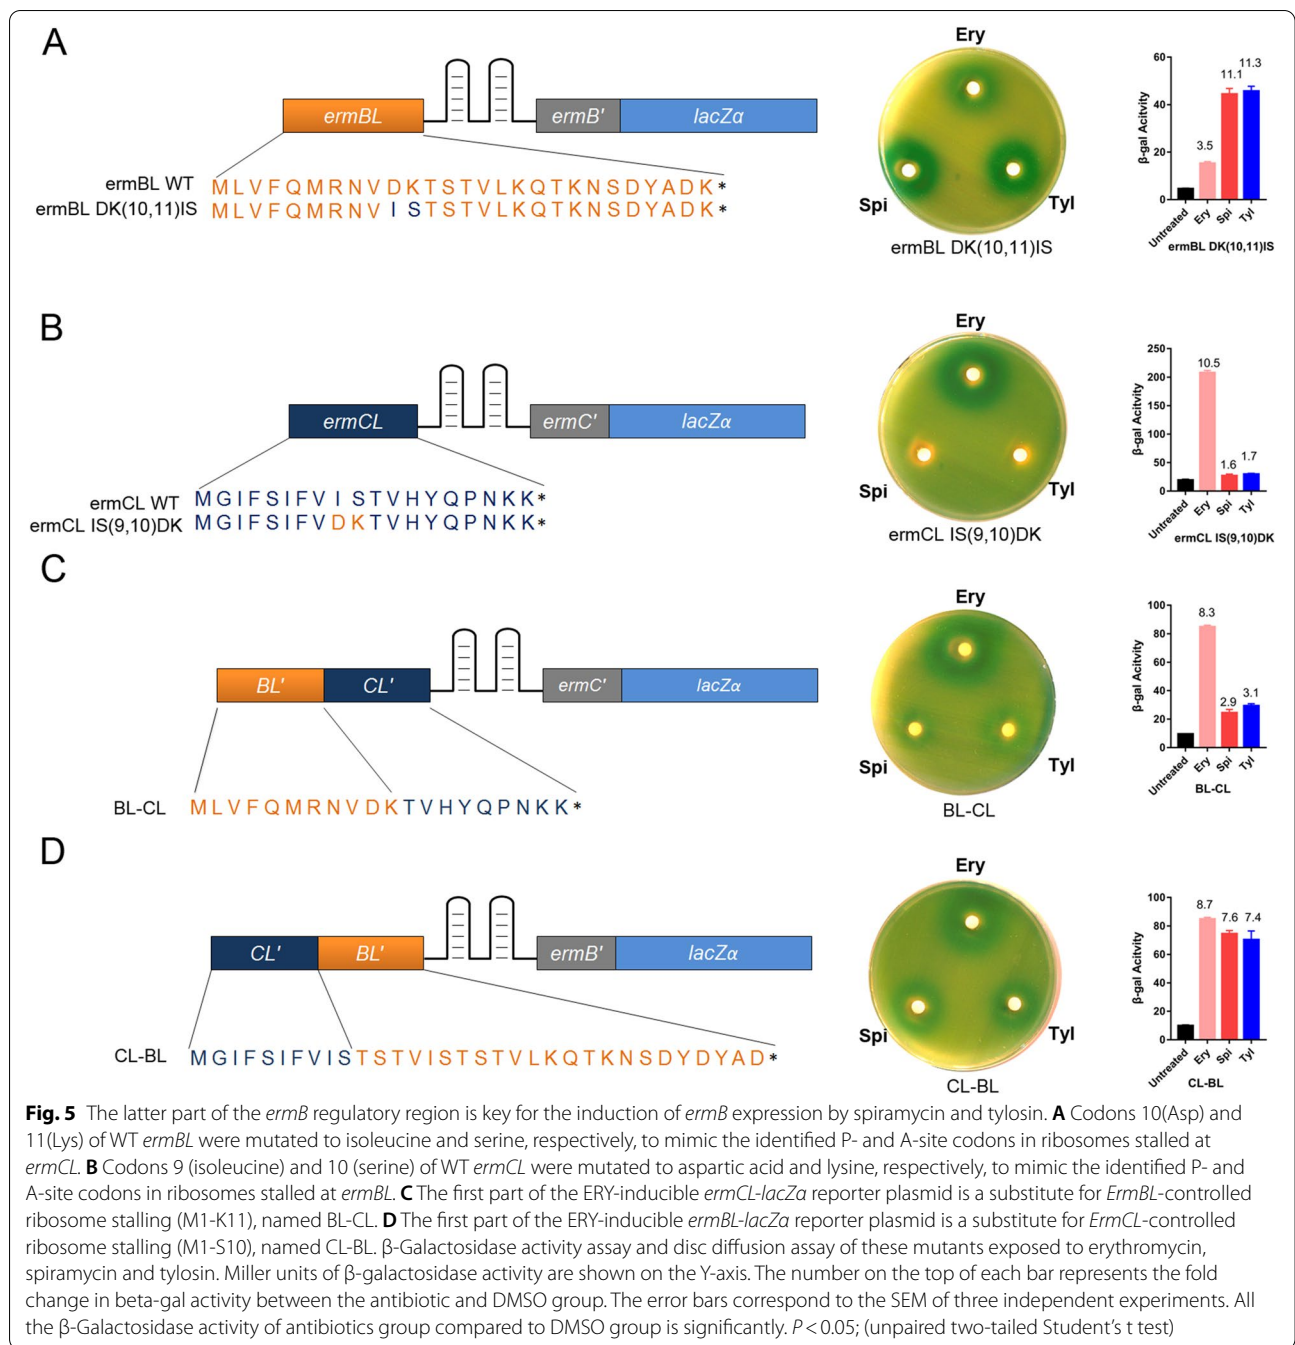 A
ermBL
ermB'
lacZα
ermBL WT
MLVFQMRNVDKTSTVLKQTKNSDYADK*
ermBL DK(10,11)IS
MLVFQMRNVISTSTVLKQTKNSDYADK*
Ery
Spi
Tyl
ermBL DK(10,11)IS
β-gal Acitvity
60
40
20
0
3.5
11.1
11.3
Untreated
Ery
Spi
Tyl
ermBL DK(10,11)IS
B
ermCL
ermC'
lacZα
ermCL WT
MGIFSIFVISTVHYQPNKK*
ermCL IS(9,10)DK
MGIFSIFVDKTVHYQPNKK*
Ery
Spi
Tyl
ermCL IS(9,10)DK
β-gal Acitvity
250
200
150
100
50
0
10.5
1.6
1.7
Untreated
Ery
Spi
Tyl
ermCL IS(9,10)DK
C
BL'
CL'
ermC'
lacZα
BL-CL
MLVFQMRNVDKTVHYQPNKK*
Ery
Spi
Tyl
BL-CL
β-gal Acitvity
100
80
60
40
20
0
8.3
2.9
3.1
Untreated
Ery
Spi
Tyl
BL-CL
D
CL'
BL'
ermB'
lacZα
CL-BL
MGIFSIFVISTSTVISTSTVLKQTKNSDYDYAD*
Ery
Spi
Tyl
CL-BL
β-gal Acitvity
100
80
60
40
20
0
8.7
7.6
7.4
Untreated
Ery
Spi
Tyl
CL-BL
Fig. 5 The latter part of the ermB regulatory region is key for the induction of ermB expression by spiramycin and tylosin. A Codons 10(Asp) and
11(Lys) of WT ermBL were mutated to isoleucine and serine, respectively, to mimic the identified P- and A-site codons in ribosomes stalled at
ermCL. B Codons 9 (isoleucine) and 10 (serine) of WT ermCL were mutated to aspartic acid and lysine, respectively, to mimic the identified P- and
A-site codons in ribosomes stalled at ermBL. C The first part of the ERY-inducible ermCL-lacZα reporter plasmid is a substitute for ErmBL-controlled
ribosome stalling (M1-K11), named BL-CL. D The first part of the ERY-inducible ermBL-lacZα reporter plasmid is a substitute for ErmCL-controlled
ribosome stalling (M1-S10), named CL-BL. β-Galactosidase activity assay and disc diffusion assay of these mutants exposed to erythromycin,
spiramycin and tylosin. Miller units of β-galactosidase activity are shown on the Y-axis. The number on the top of each bar represents the fold
change in beta-gal activity between the antibiotic and DMSO group. The error bars correspond to the SEM of three independent experiments. All
the β-Galactosidase activity of antibiotics group compared to DMSO group is significantly. P < 0.05; (unpaired two-tailed Student's t test)